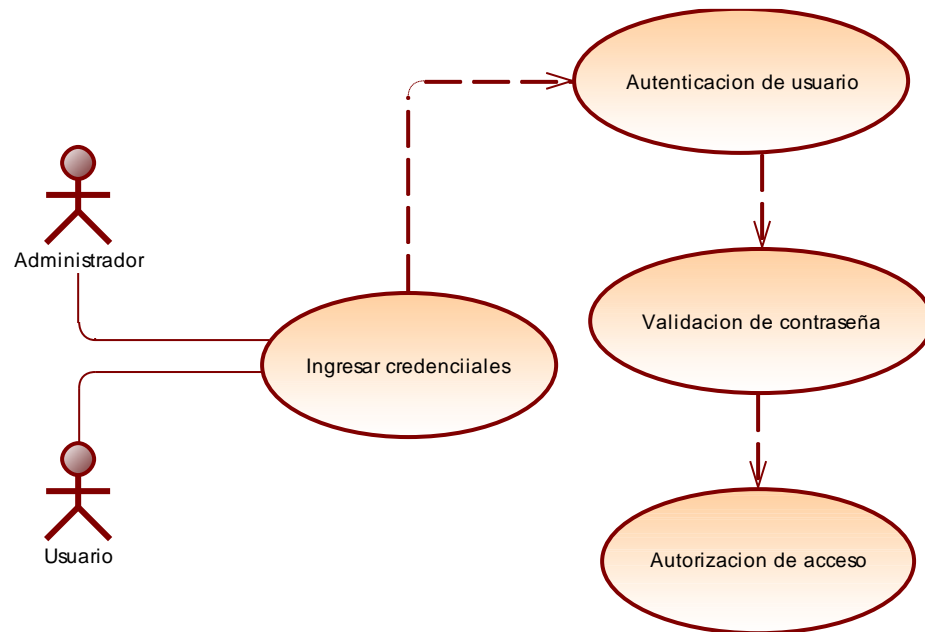 Autenticacion de usuario
Administrador
Validacion de contraseña
Ingresar credenciiales
Usuario
Autorizacion de acceso